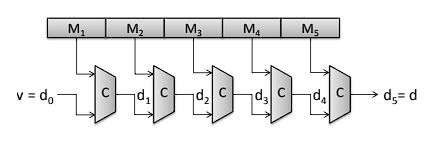 M₁ M₂ M₃ M₄ M₅
v = d₀ C d₁ C d₂ C d₃ C d₄ C d₅= d